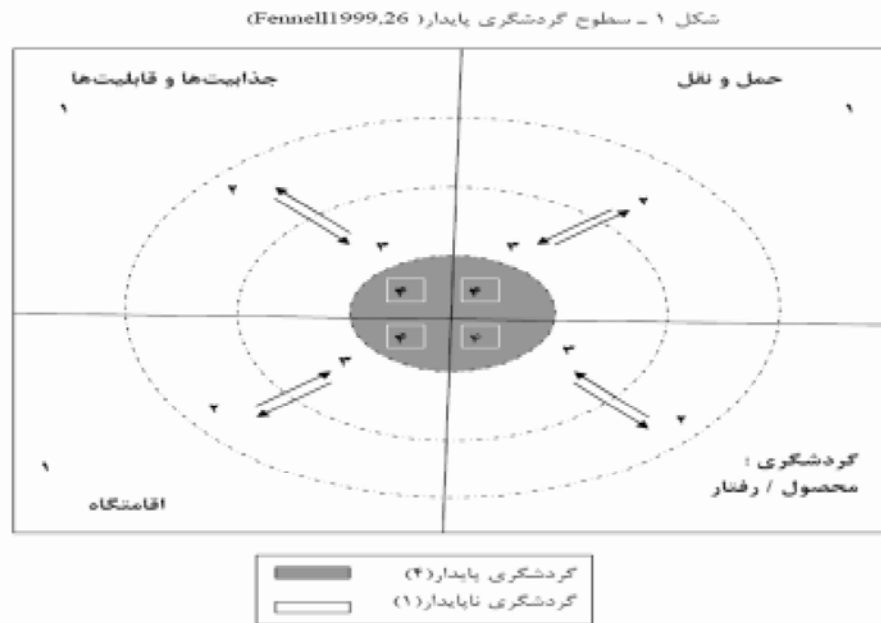 شکل ۱ ـ سطوح گردشگری پایدار( Fennell1999,26)
حمل و نقل
جذابیت‌ها و قابلیت‌ها
۱
۱
۲
۲
۳
۳
۴
۴
۴
۴
۳
۳
۲
۲
۱
گردشگری :
محصول / رفتار
اقامتگاه
گردشگری پایدار(۴)
گردشگری ناپایدار(۱)